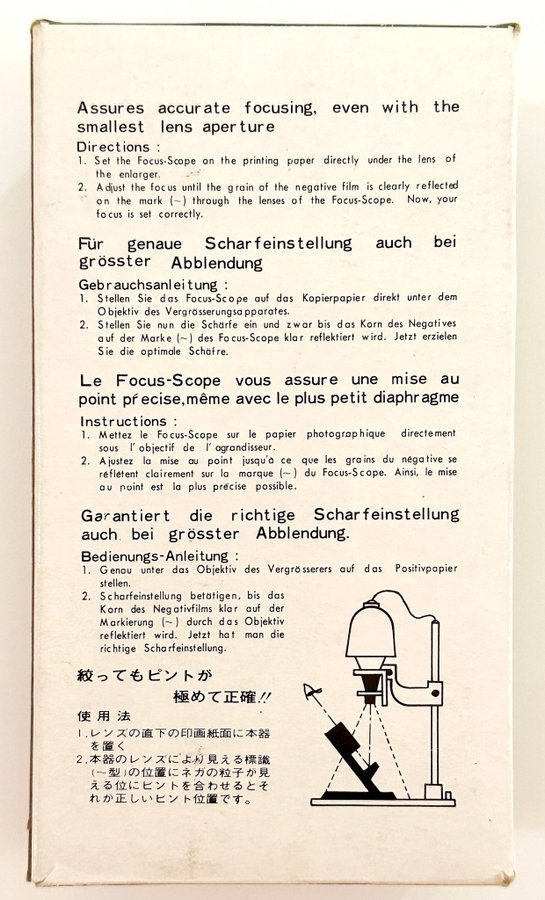 Assures accurate focusing, even with the
smallest lens aperture
Directions :
1. Set the Focus-Scope on the printing paper directly under the lens of
the enlarger.
2. Adjust the focus until the grain of the negative film is clearly reflected
on the mark (~) through the lenses of the Focus-Scope. Now, your
focus is set correctly.
Für genaue Scharfeinstellung auch bei
grösster Abblendung
Gebrauchsanleitung :
1. Stellen Sie das Focus-Scope auf das Kopierpapier direkt unter dem
Objektiv des Vergrösserungsapparates.
2. Stellen Sie nun die Schärfe ein und zwar bis das Korn des Negatives
auf der Marke (~) des Focus-Scope klar reflektiert wird. Jetzt erzielen
Sie die optimale Schäfre.
Le Focus-Scope vous assure une mise au
point precise, même avec le plus petit diaphragme
Instructions :
1. Mettez le Focus-Scope sur le papier photographique directement
sous l'objectif de l'agrandisseur.
2. Ajustez la mise au point jusqu'à ce que les grains du négative se
reflètent clairement sur la marque (~) du Focus-Scope. Ainsi, le mise
au point est la plus précise possible.
Garantiert die richtige Scharfeinstellung
auch bei grösster Abblendung.
Bedienungs-Anleitung :
1. Genau unter das Objektiv des Vergrösserers auf das Positivpapier
stellen.
2. Scharfeinstellung betätigen, bis das
Korn des Negativfilms klar auf der
Markierung (~) durch das Objektiv
reflektiert wird. Jetzt hat man die
richtige Scharfeinstellung.
絞ってもピントが
極めて正確!!
使用法
1.レンズの直下の印画紙面に本器
を置く
2.本器のレンズにより見える標識
(~型)の位置にネガの粒子が見
える位にピントを合わせるとそ
れが正しいピント位置です。